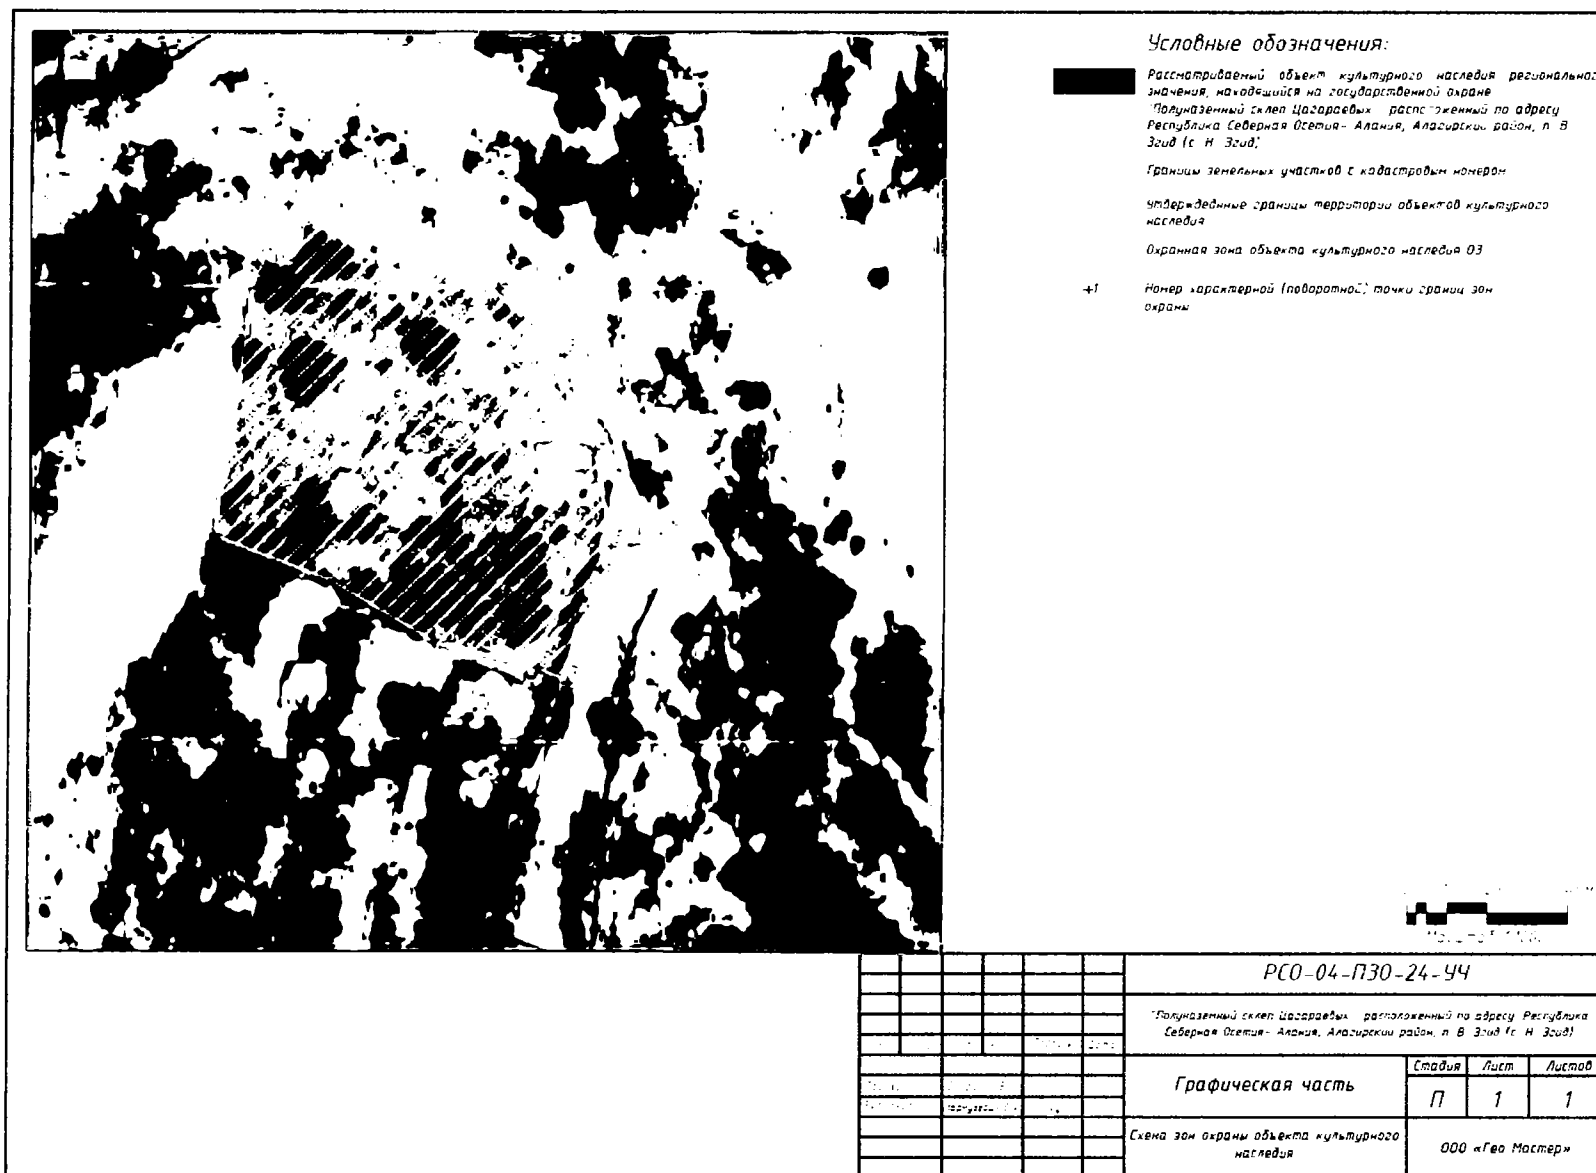 Условные обозначения:
Рассматриваемый объект культурного наследия регионального
значения, находящийся на государственной охране
"Полуназемный склеп Цагараевых расположенный по адресу
Республика Северная Осетия- Алания, Алагирский район, п. В.
Згид (с. Н. Згид)
Границы земельных участков с кадастровым номером
Утвержденные границы территории объектов культурного
наследия
Охранная зона объекта культурного наследия ОЗ
+1 Номер характерной (поворотной) точки границ зон
охраны
РСО-04-ПЗО-24-УЧ
"Полуназемный склеп Цагараевых расположенный по адресу Республика
Северная Осетия- Алания, Алагирский район, п. В. Згид (с. Н. Згид)
Графическая часть
Стадия Лист Листов
П 1 1
Схема зон охраны объекта культурного
наследия
ООО «Гео Мастер»